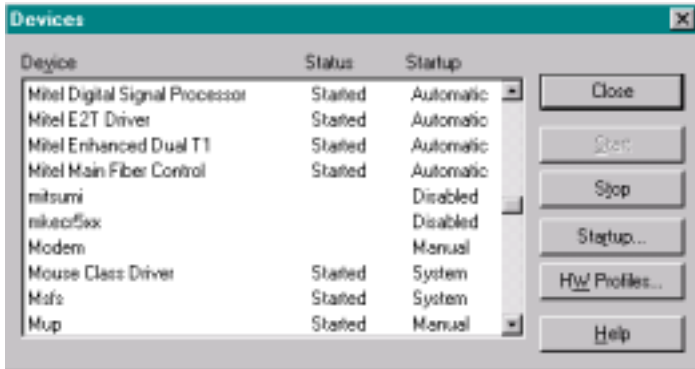 Devices
Device Status Startup
Mitel Digital Signal Processor Started Automatic
Mitel E2T Driver Started Automatic
Mitel Enhanced Dual T1 Started Automatic
Mitel Main Fiber Control Started Automatic
mitsumi Disabled
mkecr5xx Disabled
Modem Manual
Mouse Class Driver Started System
Msfs Started System
Mup Started Manual
Close
Start
Stop
Startup...
HW Profiles...
Help